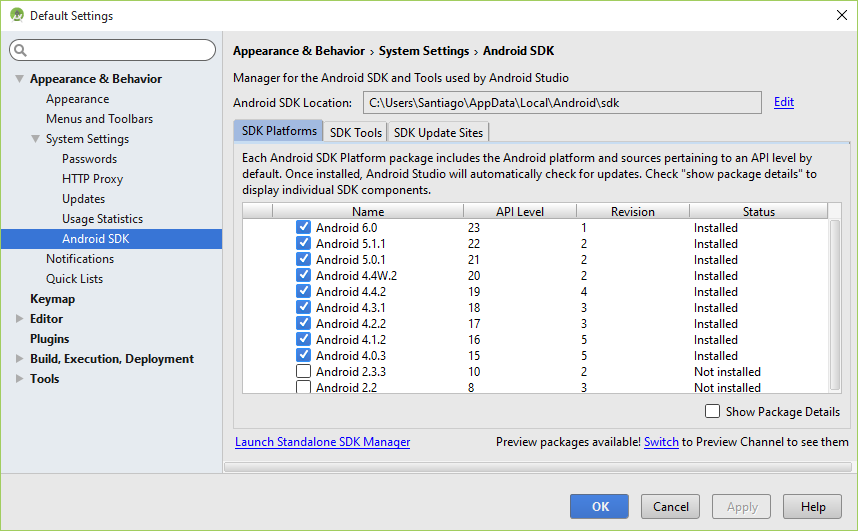 Default Settings
Appearance & Behavior
Appearance
Menus and Toolbars
System Settings
Passwords
HTTP Proxy
Updates
Usage Statistics
Android SDK
Notifications
Quick Lists
Keymap
Editor
Plugins
Build, Execution, Deployment
Tools
Appearance & Behavior › System Settings › Android SDK
Manager for the Android SDK and Tools used by Android Studio
Android SDK Location: C:\Users\Santiago\AppData\Local\Android\sdk Edit
SDK Platforms SDK Tools SDK Update Sites
Each Android SDK Platform package includes the Android platform and sources pertaining to an API level by
default. Once installed, Android Studio will automatically check for updates. Check "show package details" to
display individual SDK components.
Name API Level Revision Status
Android 6.0 23 1 Installed
Android 5.1.1 22 2 Installed
Android 5.0.1 21 2 Installed
Android 4.4W.2 20 2 Installed
Android 4.4.2 19 4 Installed
Android 4.3.1 18 3 Installed
Android 4.2.2 17 3 Installed
Android 4.1.2 16 5 Installed
Android 4.0.3 15 5 Installed
Android 2.3.3 10 2 Not installed
Android 2.2 8 3 Not installed
Show Package Details
Launch Standalone SDK Manager Preview packages available! Switch to Preview Channel to see them
OK Cancel Apply Help